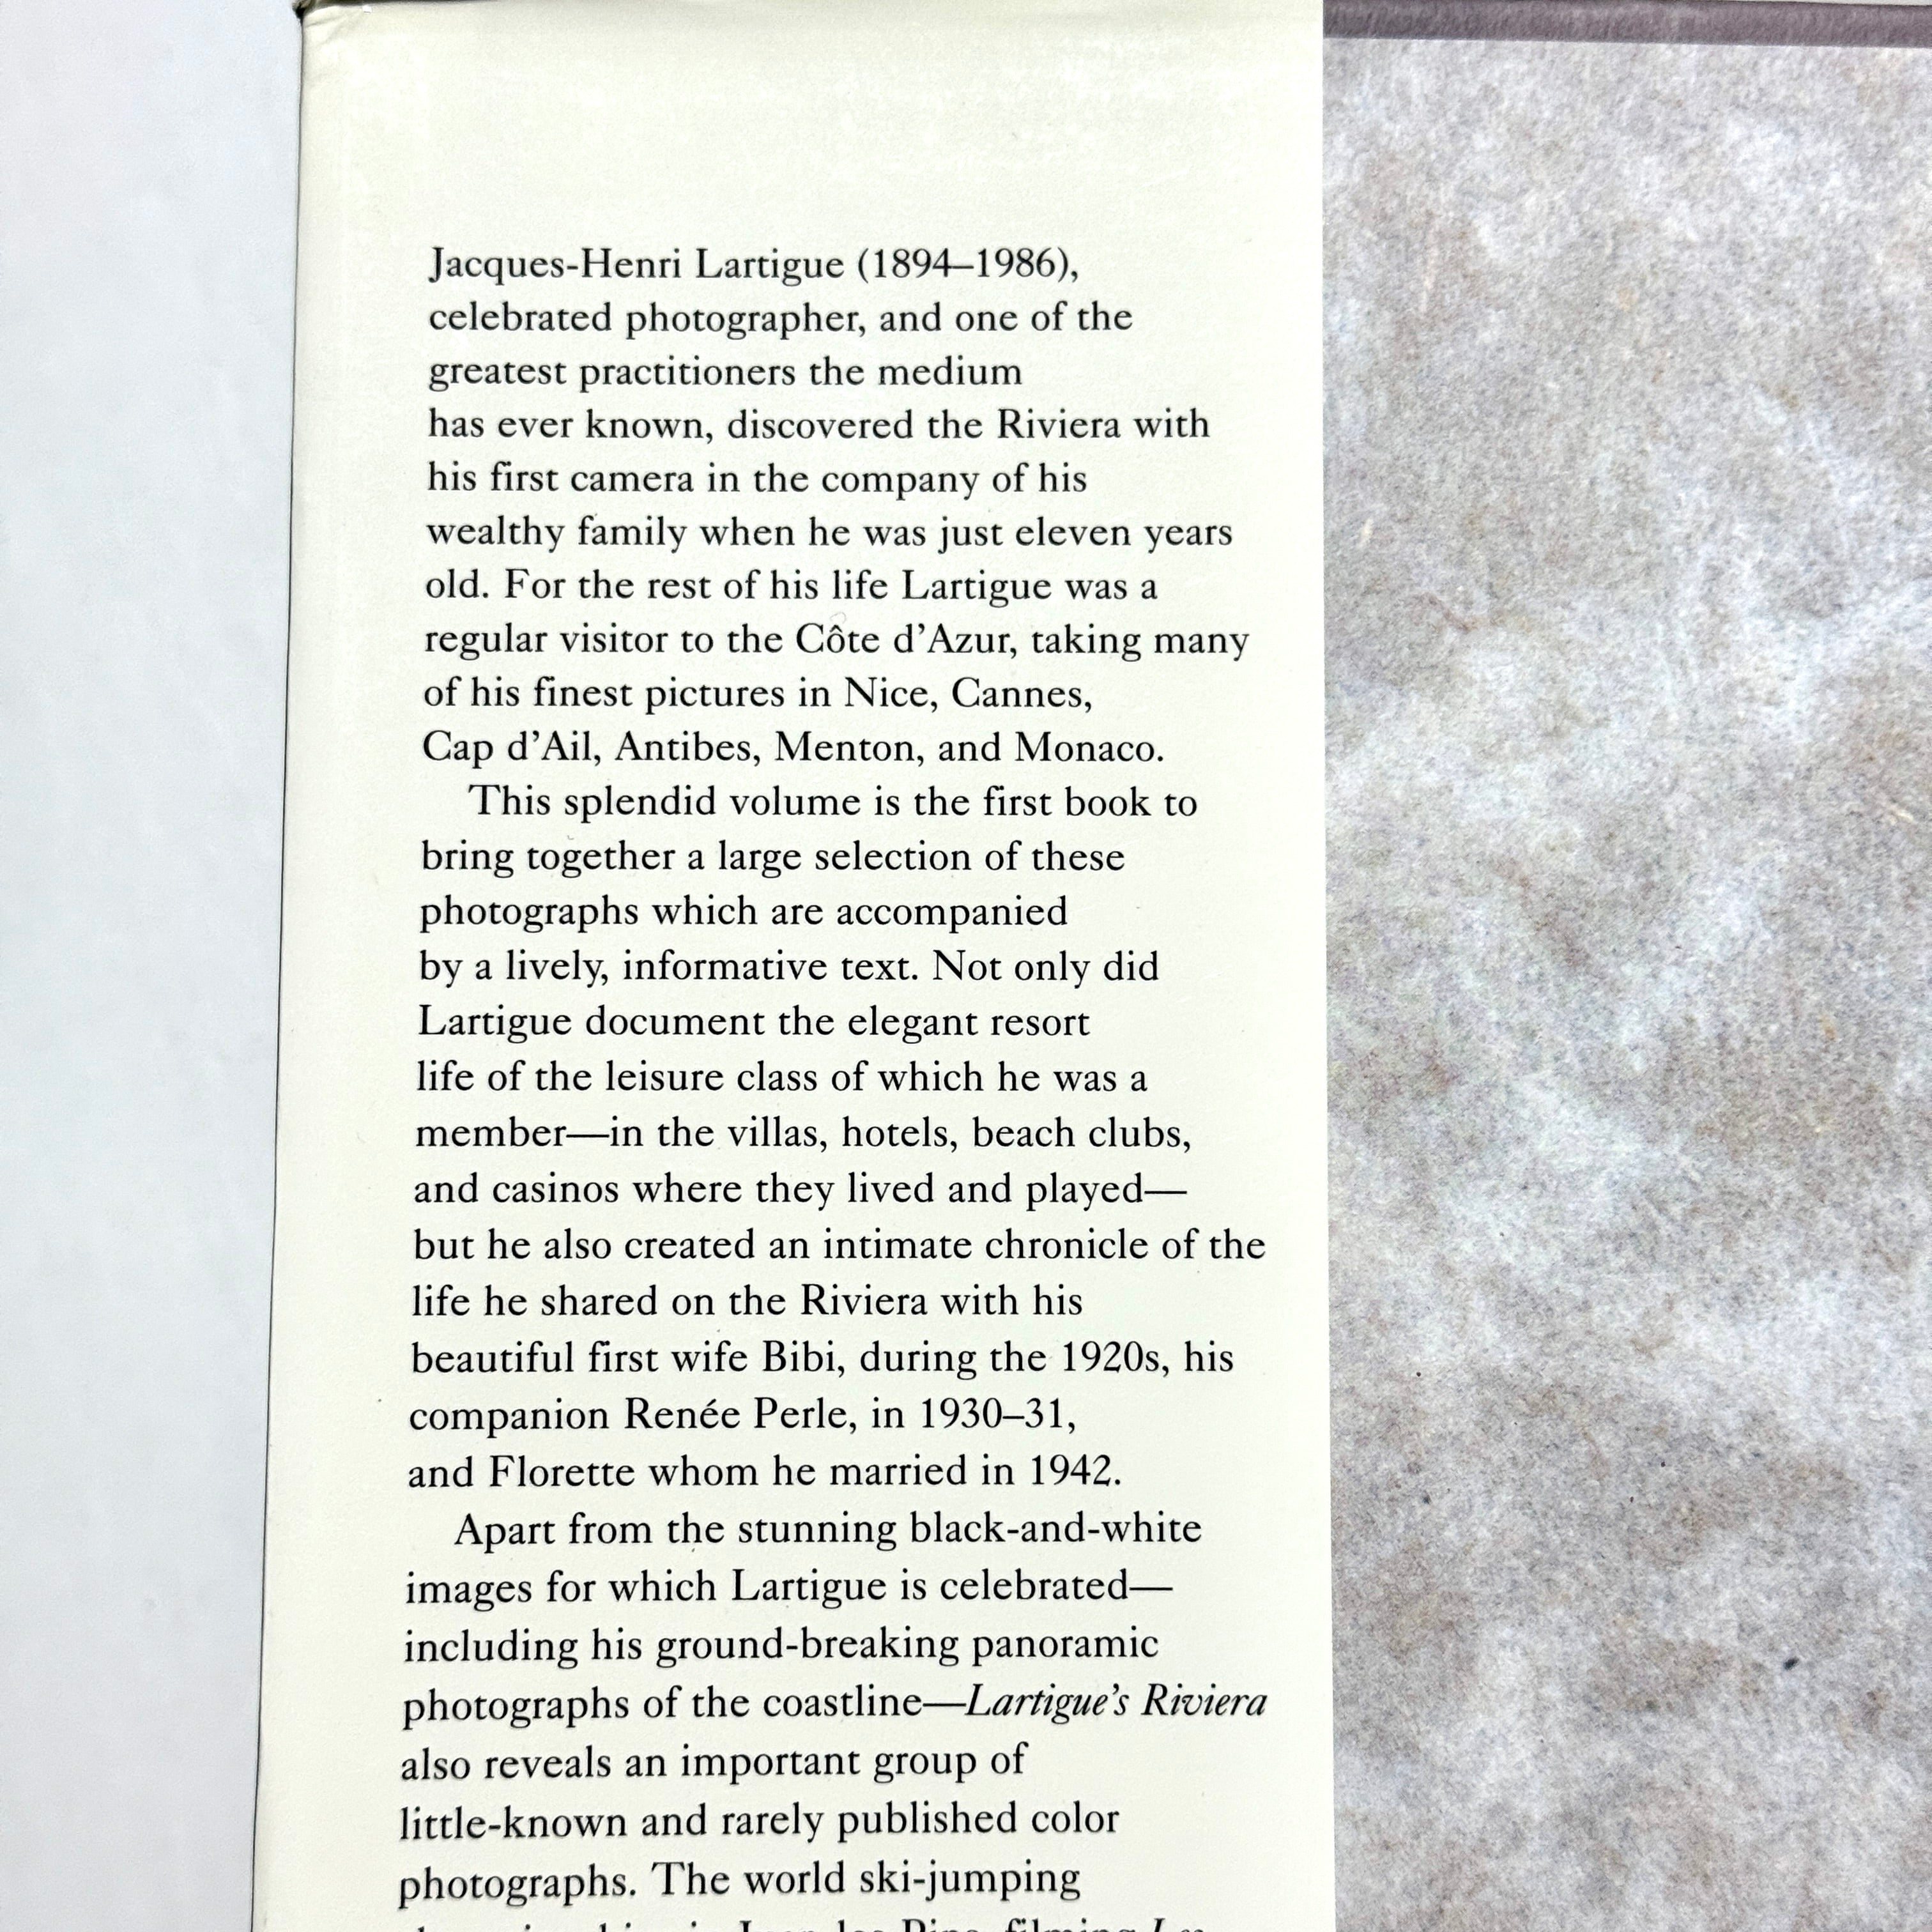 Jacques-Henri Lartigue (1894–1986),
celebrated photographer, and one of the
greatest practitioners the medium
has ever known, discovered the Riviera with
his first camera in the company of his
wealthy family when he was just eleven years
old. For the rest of his life Lartigue was a
regular visitor to the Côte d’Azur, taking many
of his finest pictures in Nice, Cannes,
Cap d’Ail, Antibes, Menton, and Monaco.
This splendid volume is the first book to
bring together a large selection of these
photographs which are accompanied
by a lively, informative text. Not only did
Lartigue document the elegant resort
life of the leisure class of which he was a
member—in the villas, hotels, beach clubs,
and casinos where they lived and played—
but he also created an intimate chronicle of the
life he shared on the Riviera with his
beautiful first wife Bibi, during the 1920s, his
companion Renée Perle, in 1930–31,
and Florette whom he married in 1942.
Apart from the stunning black-and-white
images for which Lartigue is celebrated—
including his ground-breaking panoramic
photographs of the coastline—Lartigue’s Riviera
also reveals an important group of
little-known and rarely published color
photographs. The world ski-jumping